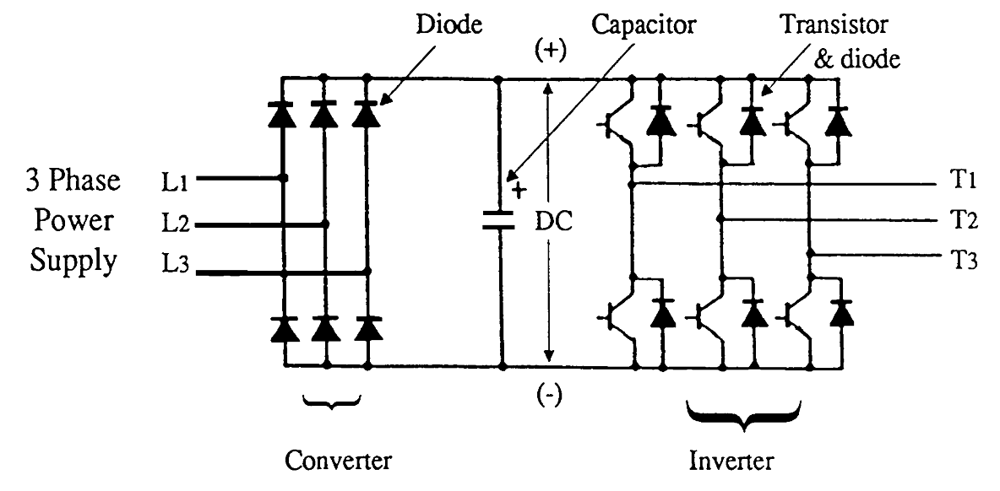 Diode
Capacitor
Transistor
& diode
(+)
3 Phase
Power
Supply
L1
L2
L3
+
DC
T1
T2
T3
(-)
Converter
Inverter